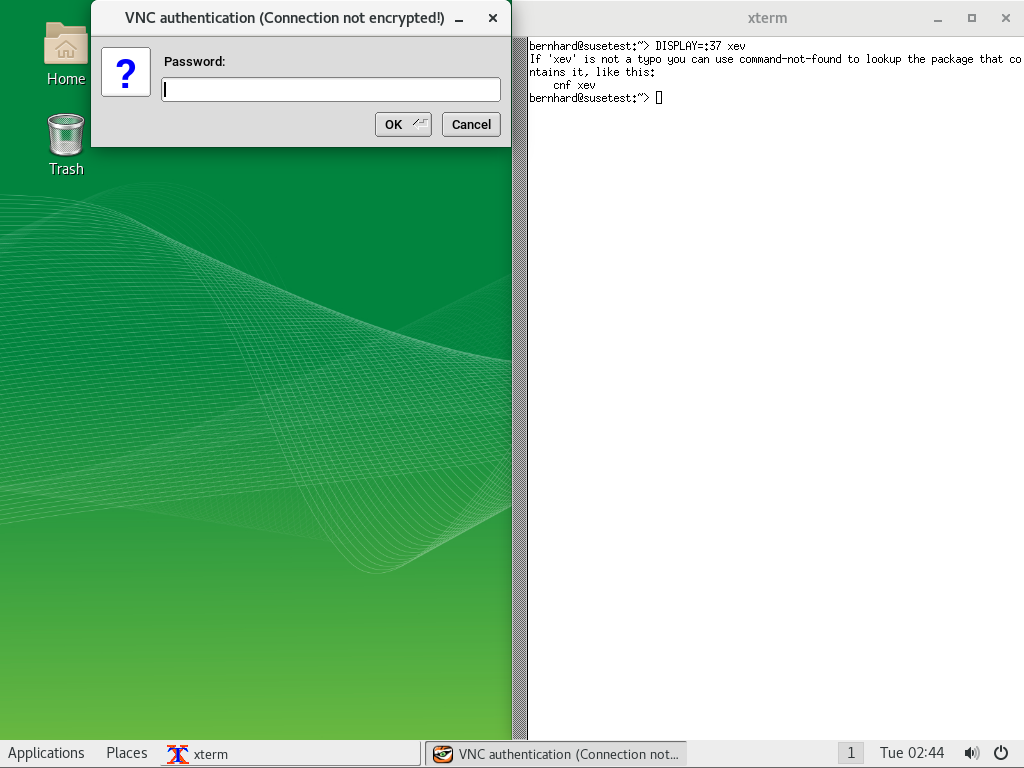 VNC authentication (Connection not encrypted!)
Password:
OK
Cancel
Home
Trash
xterm
bernhard@susetest:~> DISPLAY=:37 xev
If 'xev' is not a typo you can use command-not-found to lookup the package that co
ntains it, like this:
    cnf xev
bernhard@susetest:~>
Applications
Places
xterm
VNC authentication (Connection not...
1
Tue 02:44